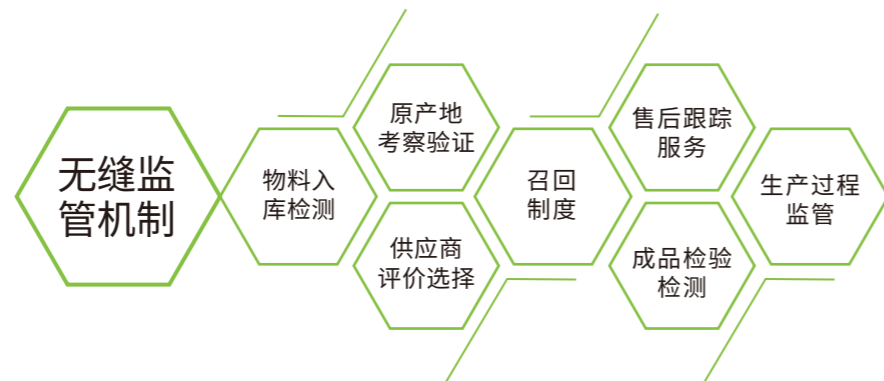 无缝监
管机制
物料入
库检测
原产地
考察验证
供应商
评价选择
召回
制度
售后跟踪
服务
成品检验
检测
生产过程
监管